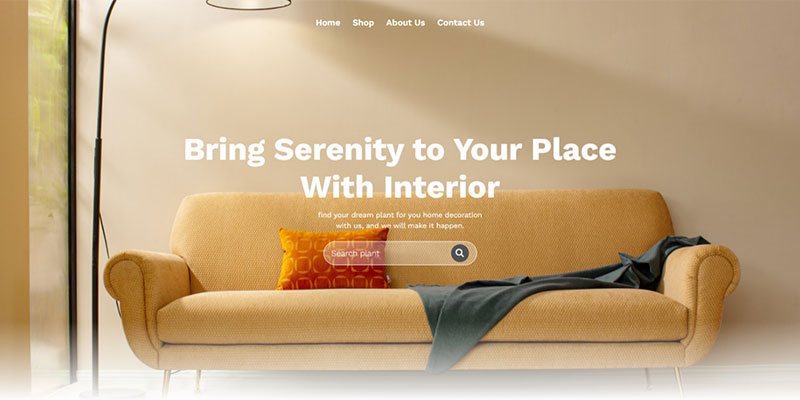 Home Shop About Us Contact Us
Bring Serenity to Your Place
With Interior
find your dream plant for you home decoration
with us, and we will make it happen.
Search plant